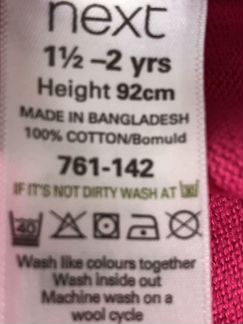 next
1½ –2 yrs
Height 92cm
MADE IN BANGLADESH
100% COTTON/Bomuld
761-142
IF IT'S NOT DIRTY WASH AT
40
Wash like colours together
Wash inside out
Machine wash on a
wool cycle